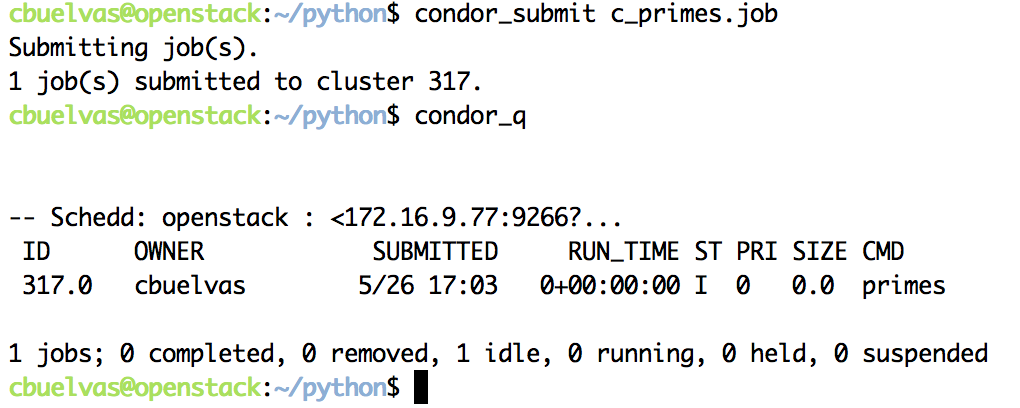 cbuelvas@openstack:~/python$ condor_submit c_primes.job
Submitting job(s).
1 job(s) submitted to cluster 317.
cbuelvas@openstack:~/python$ condor_q
-- Schedd: openstack : <172.16.9.77:9266?...
ID OWNER SUBMITTED RUN_TIME ST PRI SIZE CMD
317.0 cbuelvas 5/26 17:03 0+00:00:00 I 0 0.0 primes
1 jobs; 0 completed, 0 removed, 1 idle, 0 running, 0 held, 0 suspended
cbuelvas@openstack:~/python$